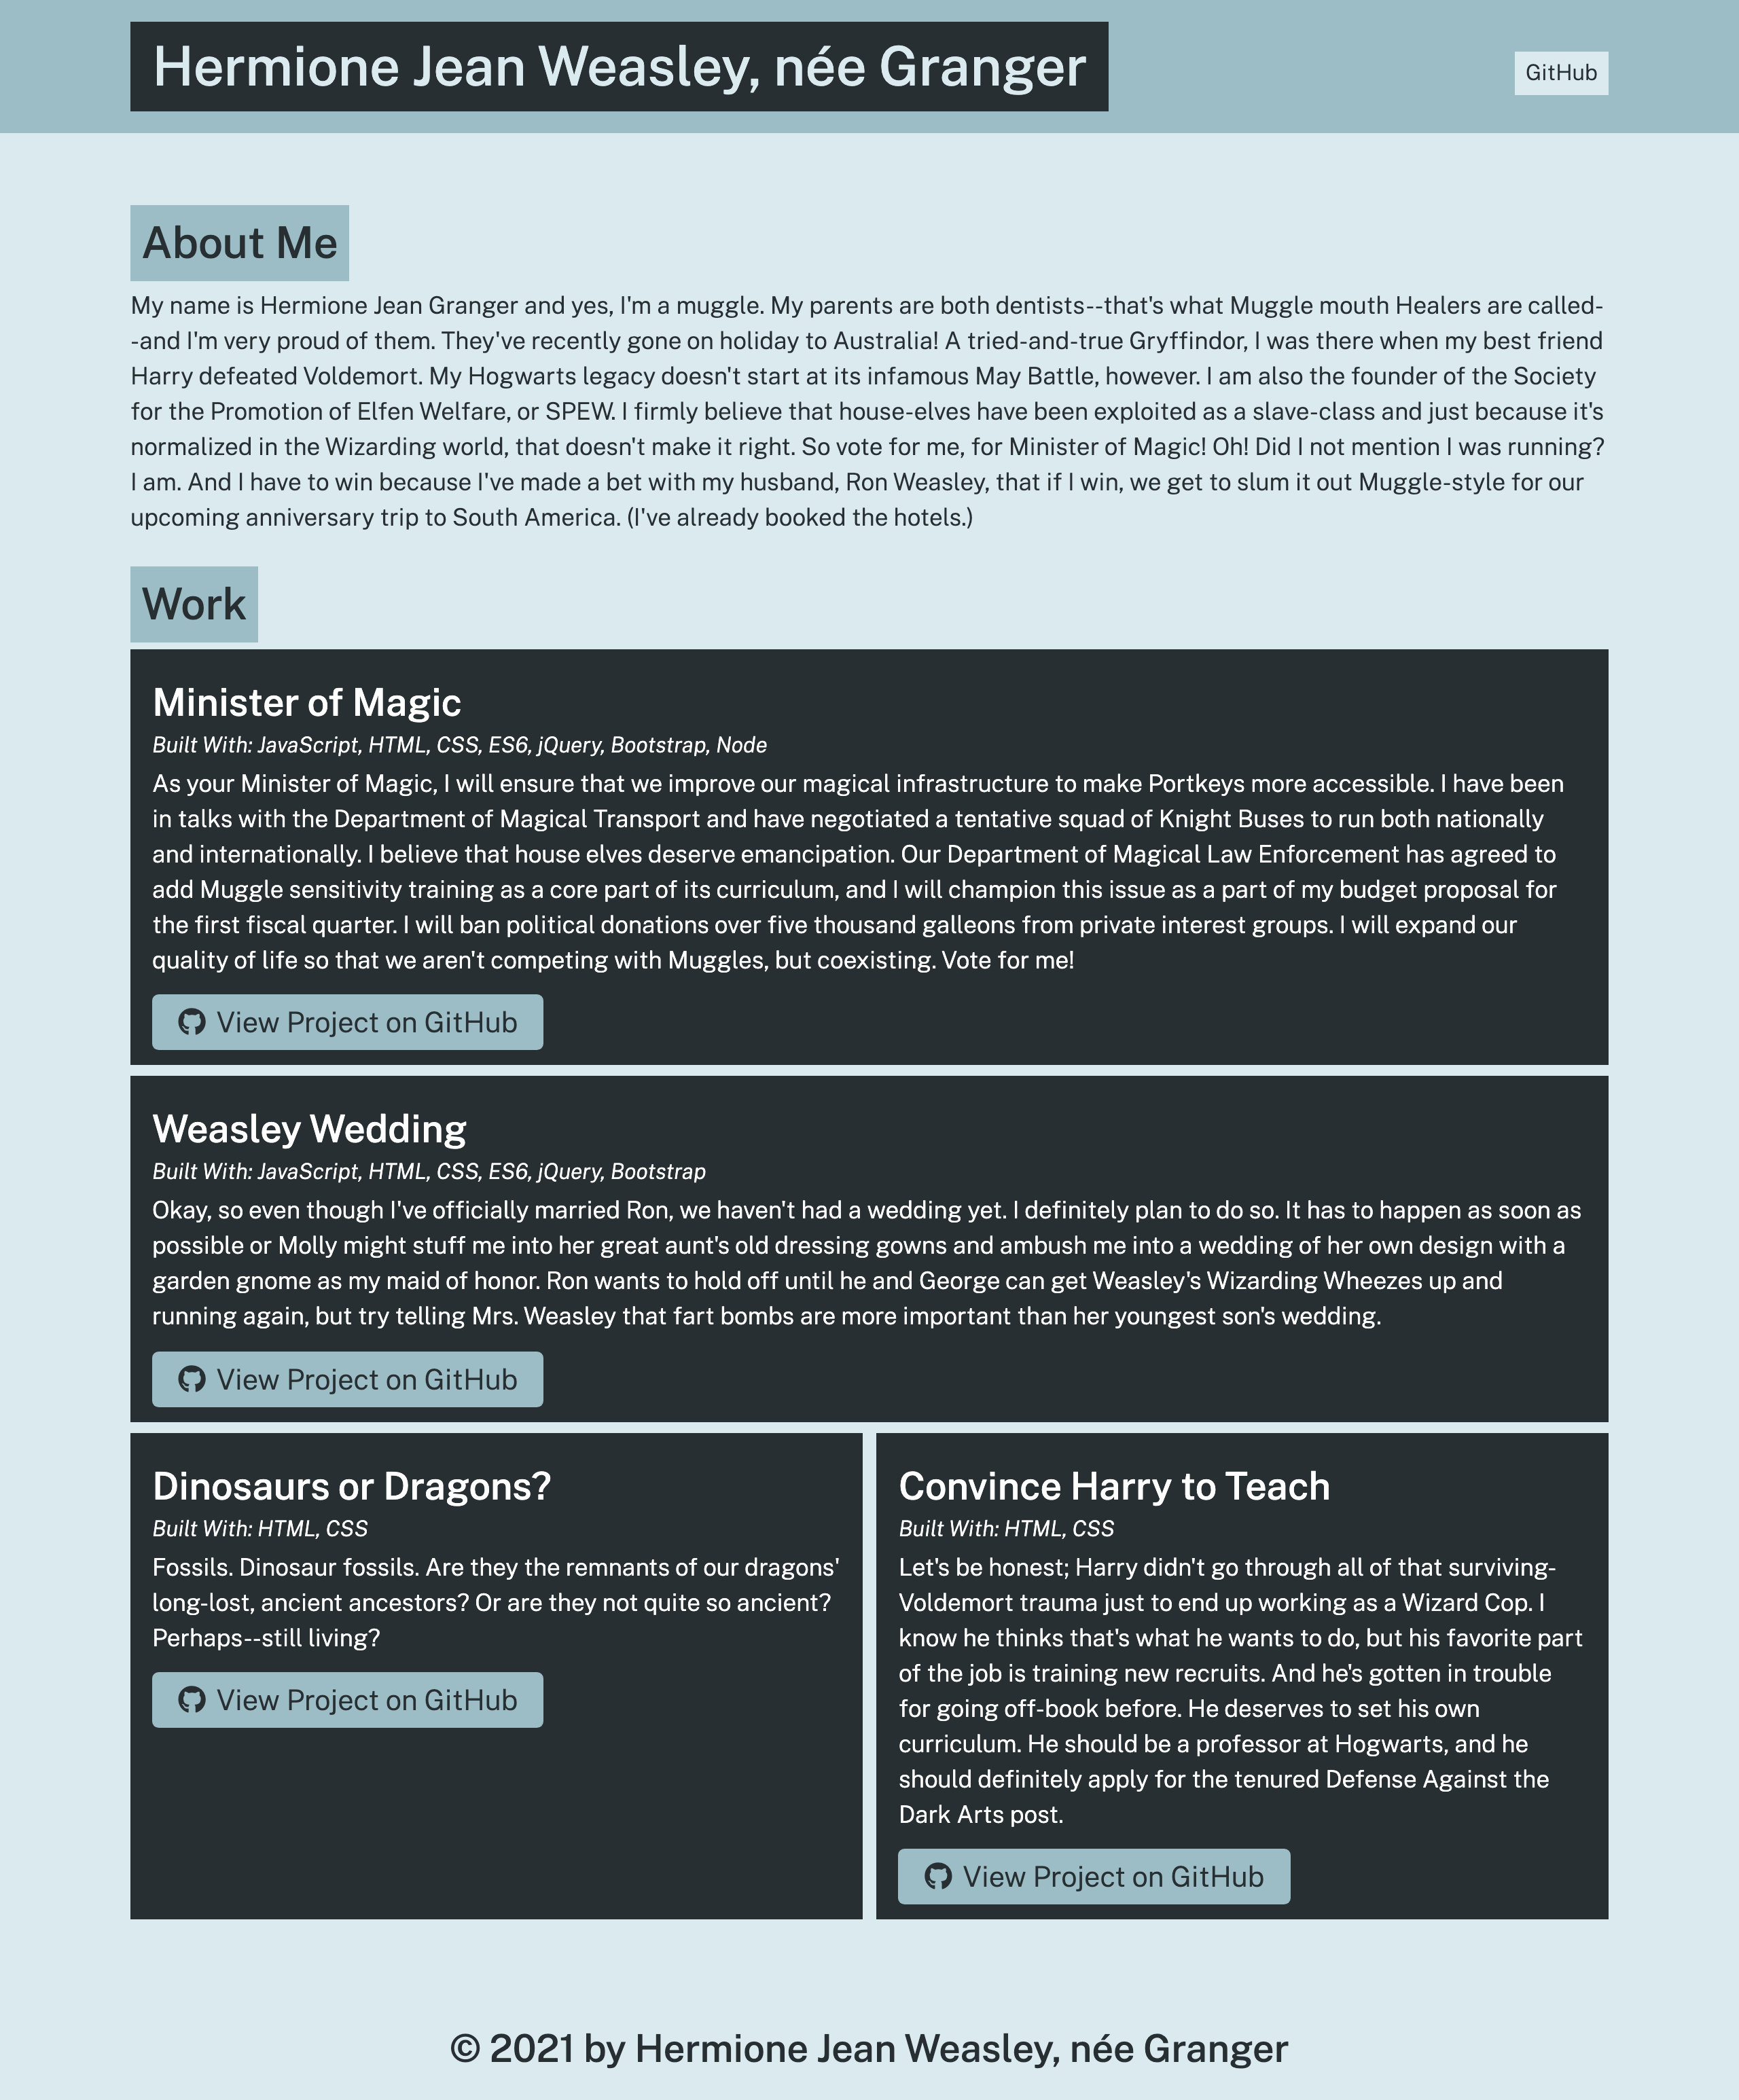 Hermione Jean Weasley, née Granger
GitHub
About Me
My name is Hermione Jean Granger and yes, I'm a muggle. My parents are both dentists--that's what Muggle mouth Healers are called-
-and I'm very proud of them. They've recently gone on holiday to Australia! A tried-and-true Gryffindor, I was there when my best friend
Harry defeated Voldemort. My Hogwarts legacy doesn't start at its infamous May Battle, however. I am also the founder of the Society
for the Promotion of Elfen Welfare, or SPEW. I firmly believe that house-elves have been exploited as a slave-class and just because it's
normalized in the Wizarding world, that doesn't make it right. So vote for me, for Minister of Magic! Oh! Did I not mention I was running?
I am. And I have to win because I've made a bet with my husband, Ron Weasley, that if I win, we get to slum it out Muggle-style for our
upcoming anniversary trip to South America. (I've already booked the hotels.)
Work
Minister of Magic
Built With: JavaScript, HTML, CSS, ES6, jQuery, Bootstrap, Node
As your Minister of Magic, I will ensure that we improve our magical infrastructure to make Portkeys more accessible. I have been
in talks with the Department of Magical Transport and have negotiated a tentative squad of Knight Buses to run both nationally
and internationally. I believe that house elves deserve emancipation. Our Department of Magical Law Enforcement has agreed to
add Muggle sensitivity training as a core part of its curriculum, and I will champion this issue as a part of my budget proposal for
the first fiscal quarter. I will ban political donations over five thousand galleons from private interest groups. I will expand our
quality of life so that we aren't competing with Muggles, but coexisting. Vote for me!
View Project on GitHub
Weasley Wedding
Built With: JavaScript, HTML, CSS, ES6, jQuery, Bootstrap
Okay, so even though I've officially married Ron, we haven't had a wedding yet. I definitely plan to do so. It has to happen as soon as
possible or Molly might stuff me into her great aunt's old dressing gowns and ambush me into a wedding of her own design with a
garden gnome as my maid of honor. Ron wants to hold off until he and George can get Weasley's Wizarding Wheezes up and
running again, but try telling Mrs. Weasley that fart bombs are more important than her youngest son's wedding.
View Project on GitHub
Dinosaurs or Dragons?
Built With: HTML, CSS
Fossils. Dinosaur fossils. Are they the remnants of our dragons'
long-lost, ancient ancestors? Or are they not quite so ancient?
Perhaps--still living?
View Project on GitHub
Convince Harry to Teach
Built With: HTML, CSS
Let's be honest; Harry didn't go through all of that surviving-
Voldemort trauma just to end up working as a Wizard Cop. I
know he thinks that's what he wants to do, but his favorite part
of the job is training new recruits. And he's gotten in trouble
for going off-book before. He deserves to set his own
curriculum. He should be a professor at Hogwarts, and he
should definitely apply for the tenured Defense Against the
Dark Arts post.
View Project on GitHub
© 2021 by Hermione Jean Weasley, née Granger